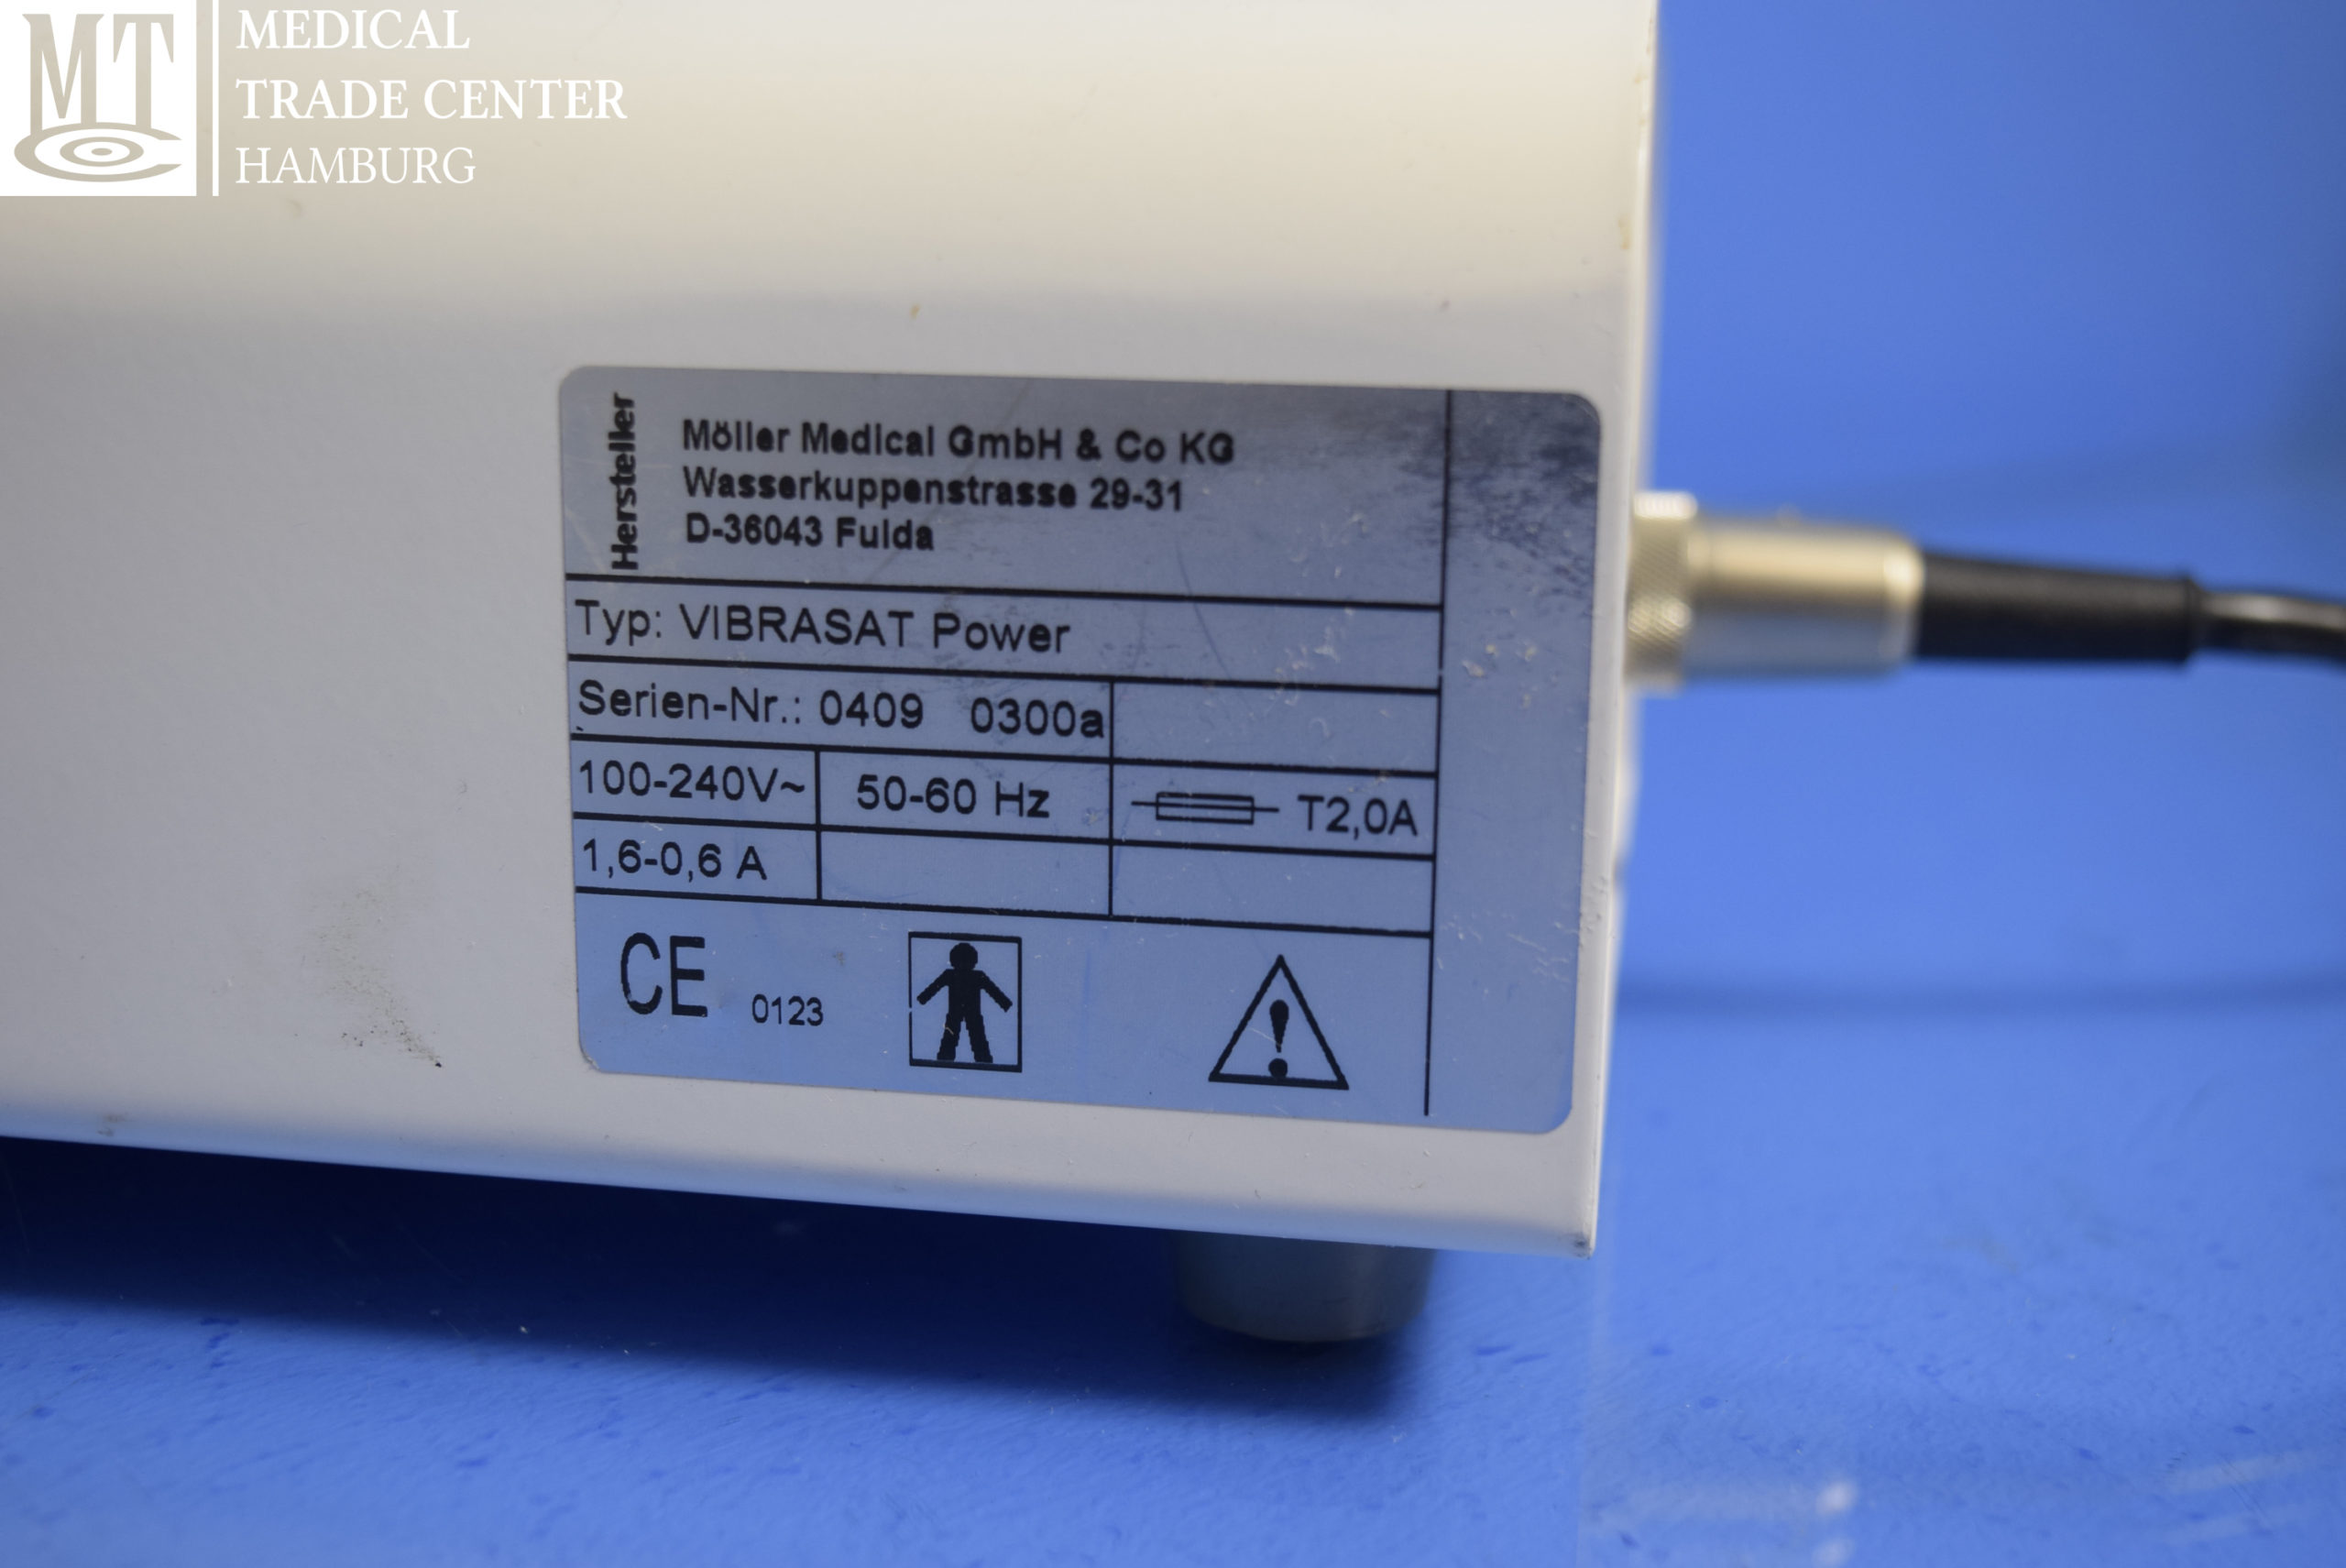 MTC
MEDICAL
TRADE CENTER
HAMBURG
Hersteller
Möller Medical GmbH & Co KG
Wasserkuppenstrasse 29-31
D-36043 Fulda
Typ: VIBRASAT Power
Serien-Nr.: 0409 0300a
100-240V~ 50-60 Hz T2,0A
1,6-0,6 A
CE 0123